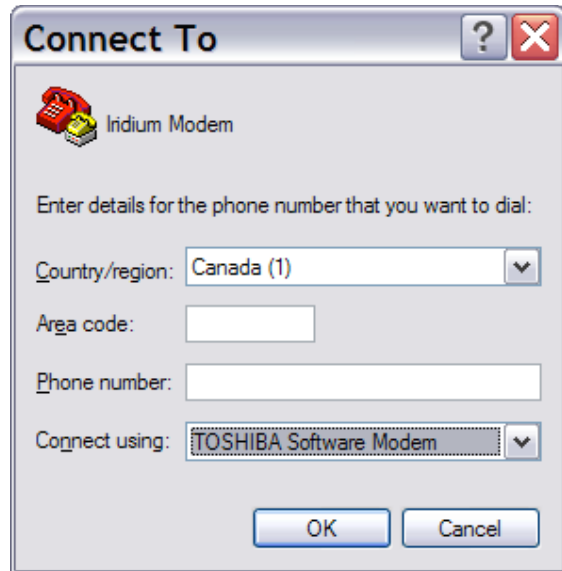 Connect To
?
Iridium Modem
Enter details for the phone number that you want to dial:
Country/region: Canada (1)
Area code:
Phone number:
Connect using: TOSHIBA Software Modem
OK Cancel